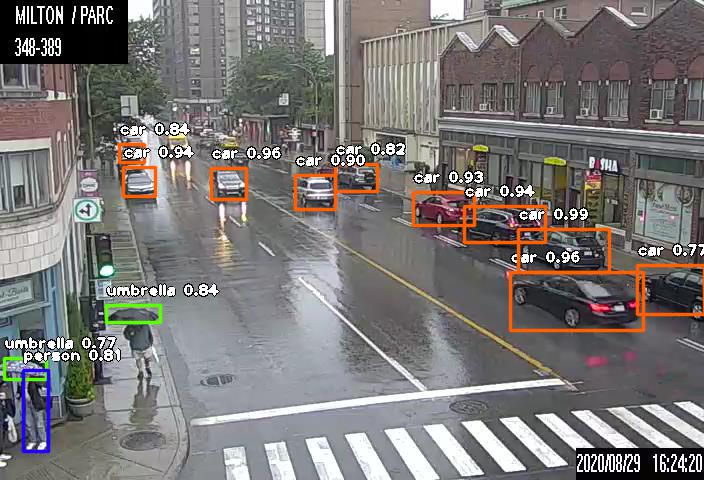 MILTON / PARC
348-389
car 0.84
car 0.94
car 0.96
car 0.90
car 0.82
car 0.93
car 0.94
car 0.99
car 0.96
car 0.77
BASHA
umbrella 0.84
umbrella 0.77
person 0.81
2020/08/29 16:24:20